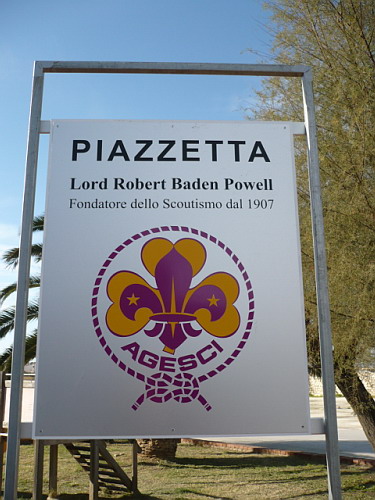 PIAZZETTA
Lord Robert Baden Powell
Fondatore dello Scoutismo dal 1907
AGESCI